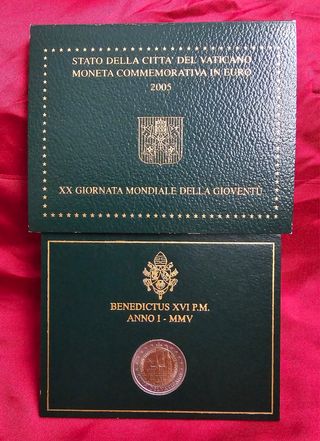 STATO DELLA CITTA' DEL VATICANO
MONETA COMMEMORATIVA IN EURO
2005
XX GIORNATA MONDIALE DELLA GIOVENTÙ
BENEDICTUS XVI P.M.
ANNO I - MMV